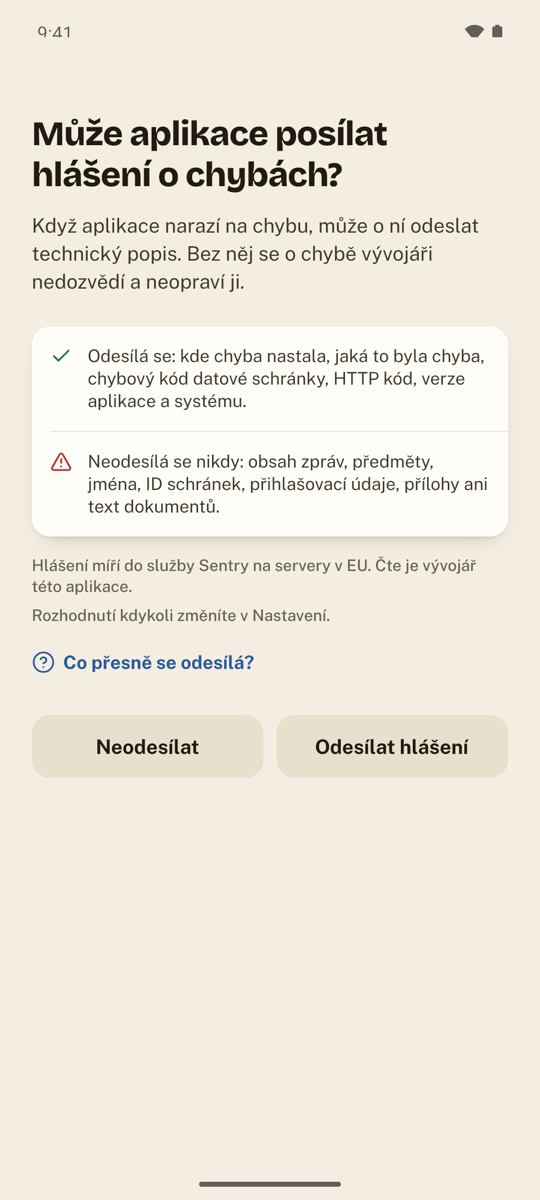 9:41
Může aplikace posílat
hlášení o chybách?
Když aplikace narazí na chybu, může o ní odeslat
technický popis. Bez něj se o chybě vývojáři
nedozvědí a neopraví ji.
Odesílá se: kde chyba nastala, jaká to byla chyba,
chybový kód datové schránky, HTTP kód, verze
aplikace a systému.
Neodesílá se nikdy: obsah zpráv, předměty,
jména, ID schránek, přihlašovací údaje, přílohy ani
text dokumentů.
Hlášení míří do služby Sentry na servery v EU. Čte je vývojář
této aplikace.
Rozhodnutí kdykoli změníte v Nastavení.
Co přesně se odesílá?
Neodesílat
Odesílat hlášení